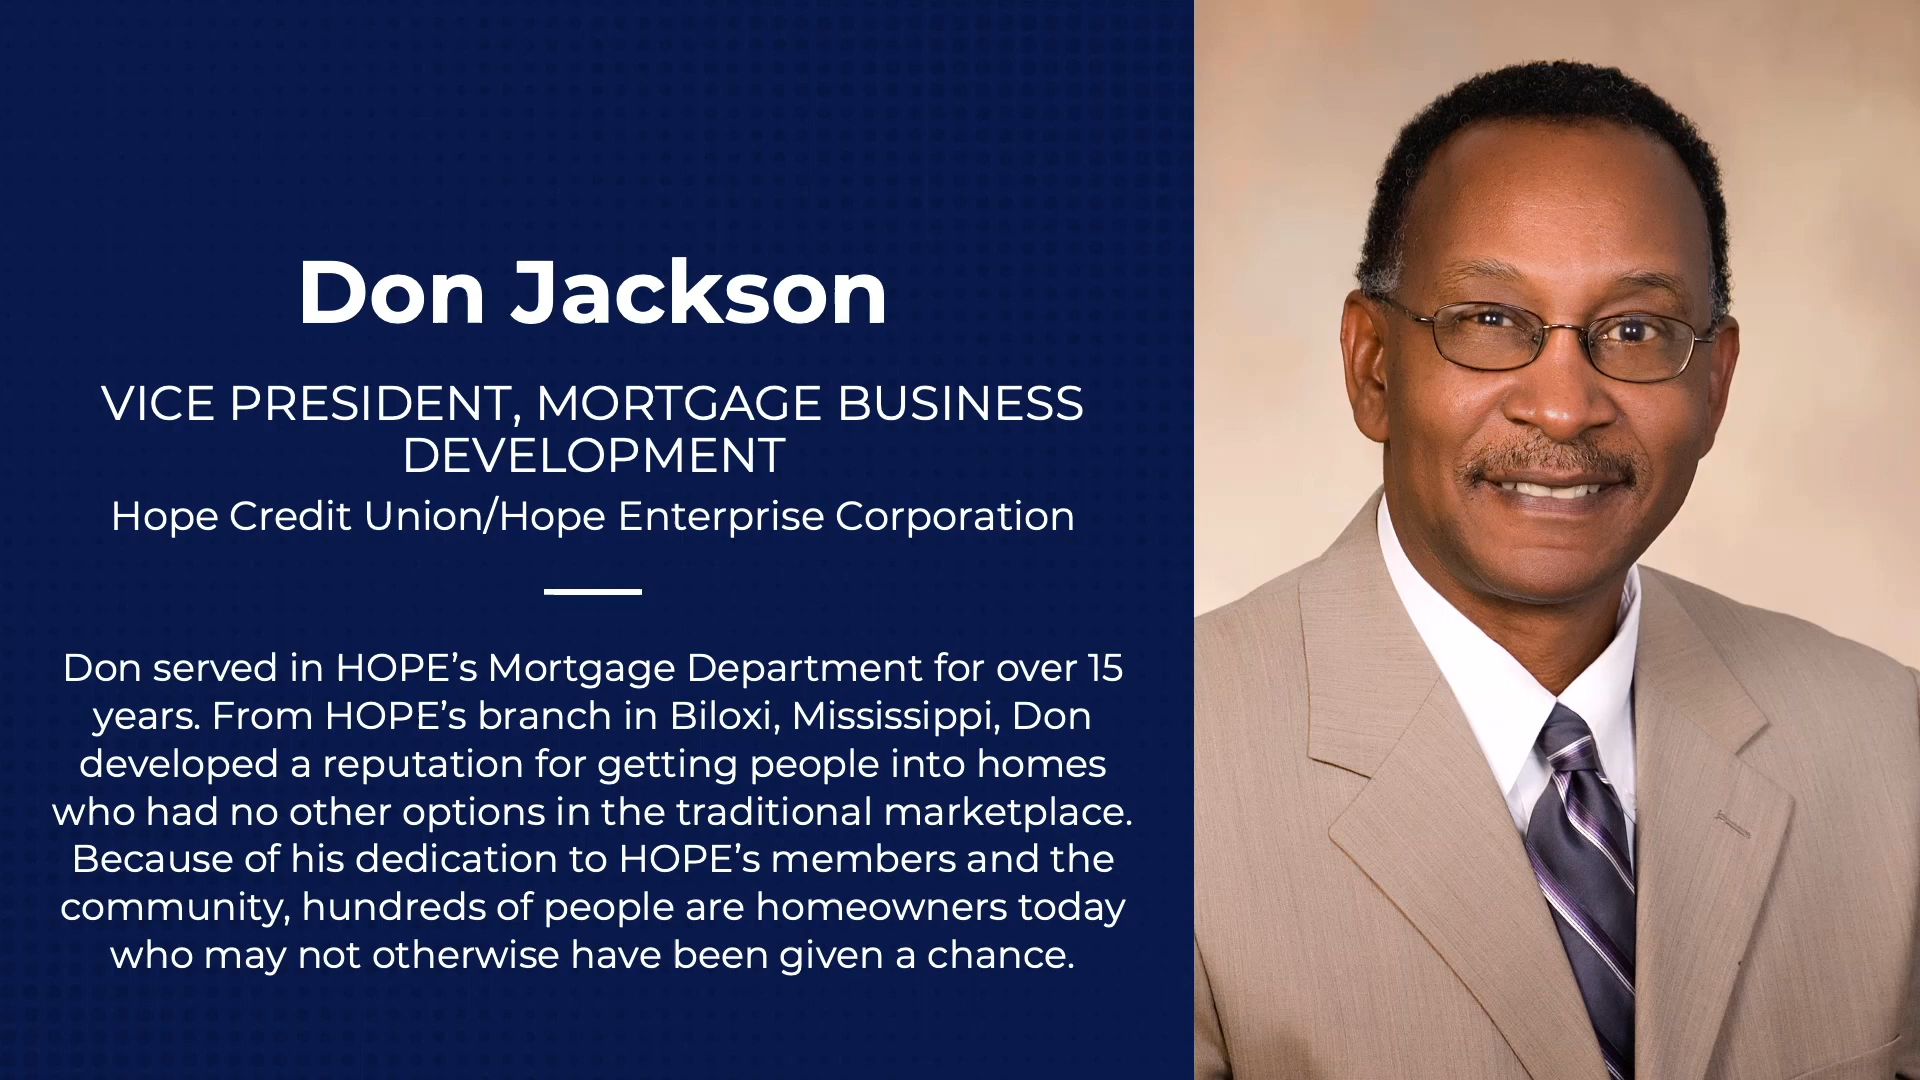 Don Jackson
VICE PRESIDENT, MORTGAGE BUSINESS
DEVELOPMENT
Hope Credit Union/Hope Enterprise Corporation
Don served in HOPE’s Mortgage Department for over 15
years. From HOPE’s branch in Biloxi, Mississippi, Don
developed a reputation for getting people into homes
who had no other options in the traditional marketplace.
Because of his dedication to HOPE’s members and the
community, hundreds of people are homeowners today
who may not otherwise have been given a chance.